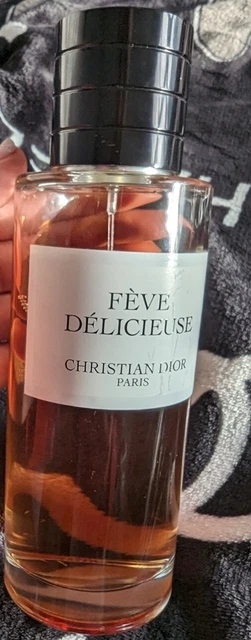 FÈVE
DÉLICIEUSE
CHRISTIAN DIOR
PARIS